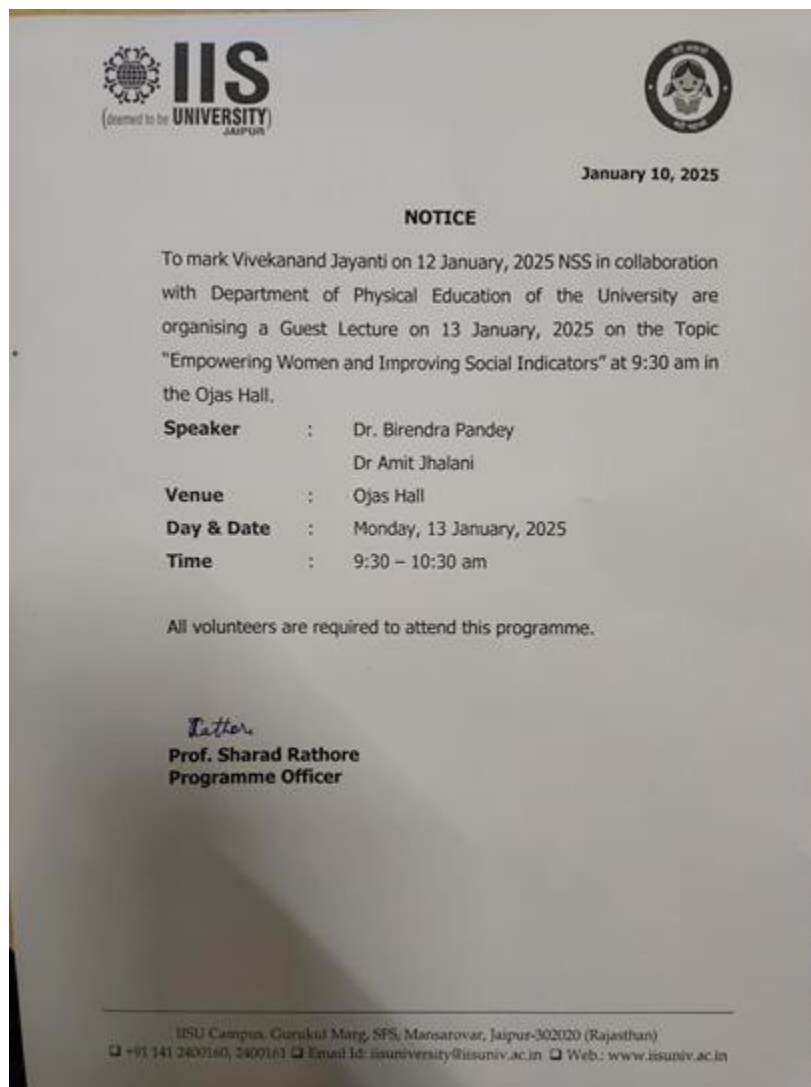 IIS
(deemed to be UNIVERSITY)
JAIPUR
January 10, 2025
NOTICE
To mark Vivekanand Jayanti on 12 January, 2025 NSS in collaboration
with Department of Physical Education of the University are
organising a Guest Lecture on 13 January, 2025 on the Topic
"Empowering Women and Improving Social Indicators" at 9:30 am in
the Ojas Hall.
Speaker : Dr. Birendra Pandey
Dr Amit Jhalani
Venue : Ojas Hall
Day & Date : Monday, 13 January, 2025
Time : 9:30 – 10:30 am
All volunteers are required to attend this programme.
Prof. Sharad Rathore
Programme Officer
IISU Campus, Gurukul Marg, SFS, Mansarovar, Jaipur-302020 (Rajasthan)
❑ +91 141 2400160, 2400161 ❑ Email Id: iisuniversity@iisuniv.ac.in ❑ Web.: www.iisuniv.ac.in